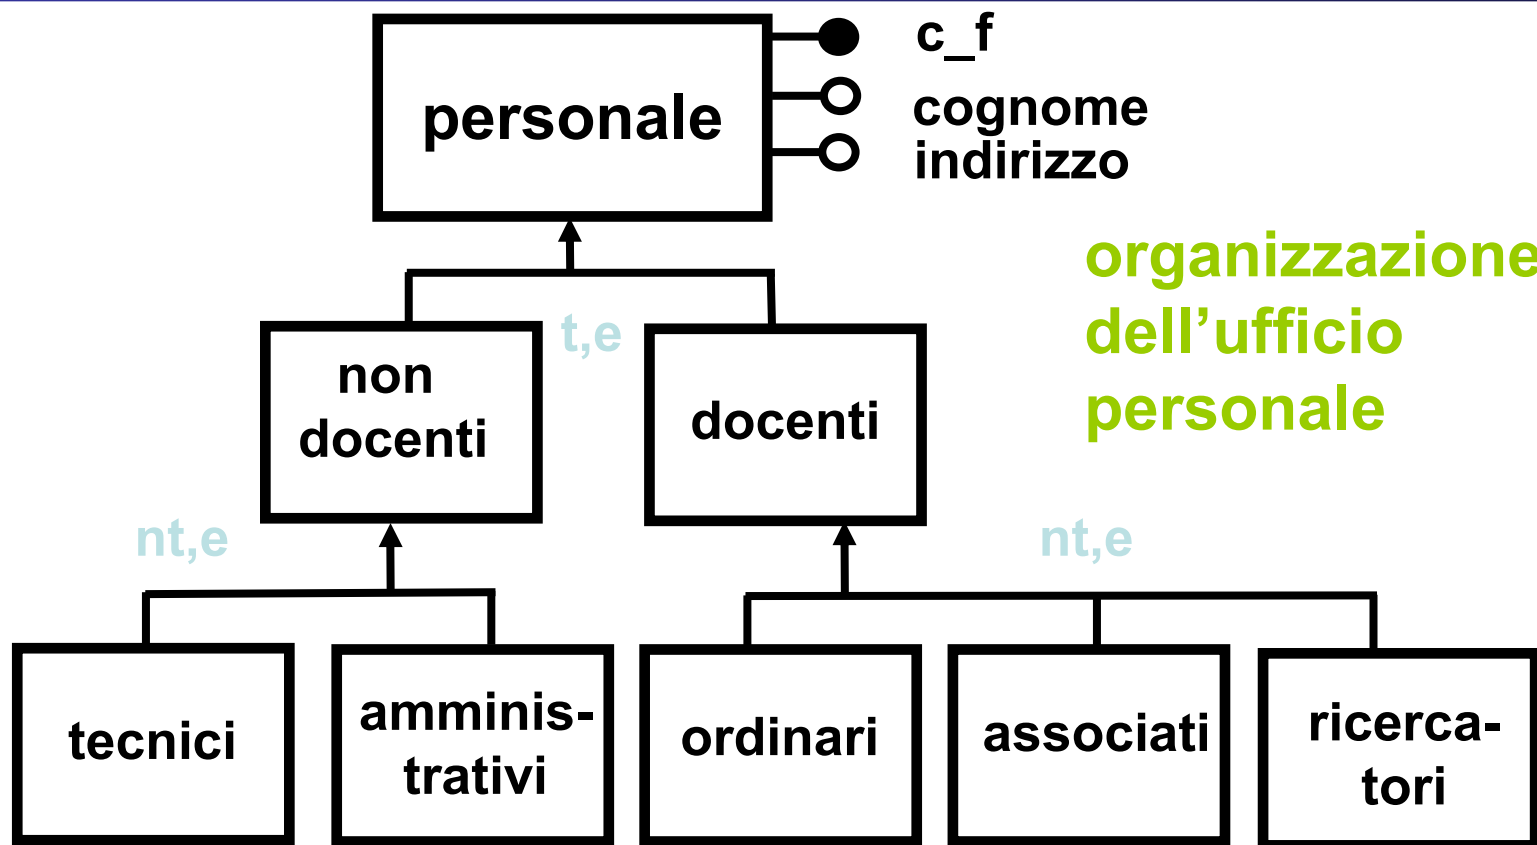 c_f
personale
cognome
indirizzo
organizzazione
dell’ufficio
personale
t,e
non
docenti
docenti
nt,e
nt,e
tecnici
amminis-
trativi
ordinari
associati
ricerca-
tori